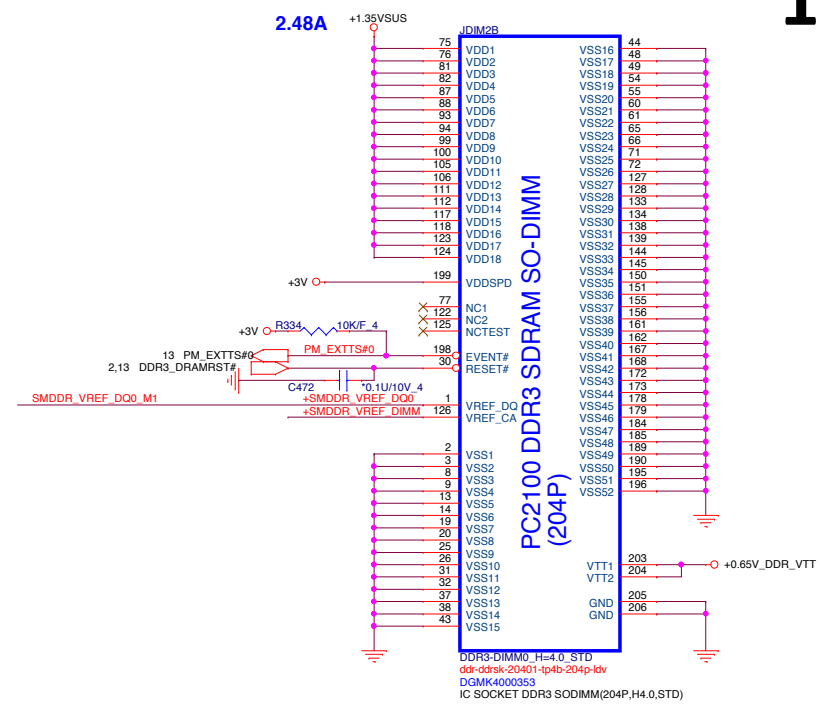 2.48A
+1.35VSUS
JDIM2B
75 VDD1 VSS16 44
76 VDD2 VSS17 48
81 VDD3 VSS18 49
82 VDD4 VSS19 54
87 VDD5 VSS20 55
88 VDD6 VSS21 60
93 VDD7 VSS22 61
94 VDD8 VSS23 65
99 VDD9 VSS24 66
100 VDD10 VSS25 71
105 VDD11 VSS26 72
106 VDD12 VSS27 127
111 VDD13 VSS28 128
112 VDD14 VSS29 133
117 VDD15 VSS30 134
118 VDD16 VSS31 138
123 VDD17 VSS32 139
124 VDD18 VSS33 144
VSS34 145
+3V 199 VDDSPD VSS35 150
VSS36 151
77 NC1 VSS37 155
122 NC2 VSS38 156
125 NCTEST VSS39 161
+3V R334 10K/F_4
VSS40 162
13 PM_EXTTS#0 PM_EXTTS#0 198 EVENT# VSS41 167
2,13 DDR3_DRAMRST# 30 RESET# VSS42 168
VSS43 172
C472 *0.1U/10V_4
VSS44 173
SMDDR_VREF_DQ0_M1 +SMDDR_VREF_DQ0 1 VREF_DQ VSS45 178
+SMDDR_VREF_DIMM 126 VREF_CA VSS46 179
VSS47 184
VSS48 185
2 VSS1 VSS49 189
3 VSS2 VSS50 190
8 VSS3 VSS51 195
9 VSS4 VSS52 196
13 VSS5
14 VSS6
19 VSS7
20 VSS8
25 VSS9
26 VSS10 VTT1 203 +0.65V_DDR_VTT
31 VSS11 VTT2 204
32 VSS12
37 VSS13 GND 205
38 VSS14 GND 206
43 VSS15
PC2100 DDR3 SDRAM SO-DIMM
(204P)
DDR3-DIMM0_H=4.0_STD
ddr-ddrsk-20401-tp4b-204p-ldv
DGMK4000353
IC SOCKET DDR3 SODIMM(204P,H4.0,STD)